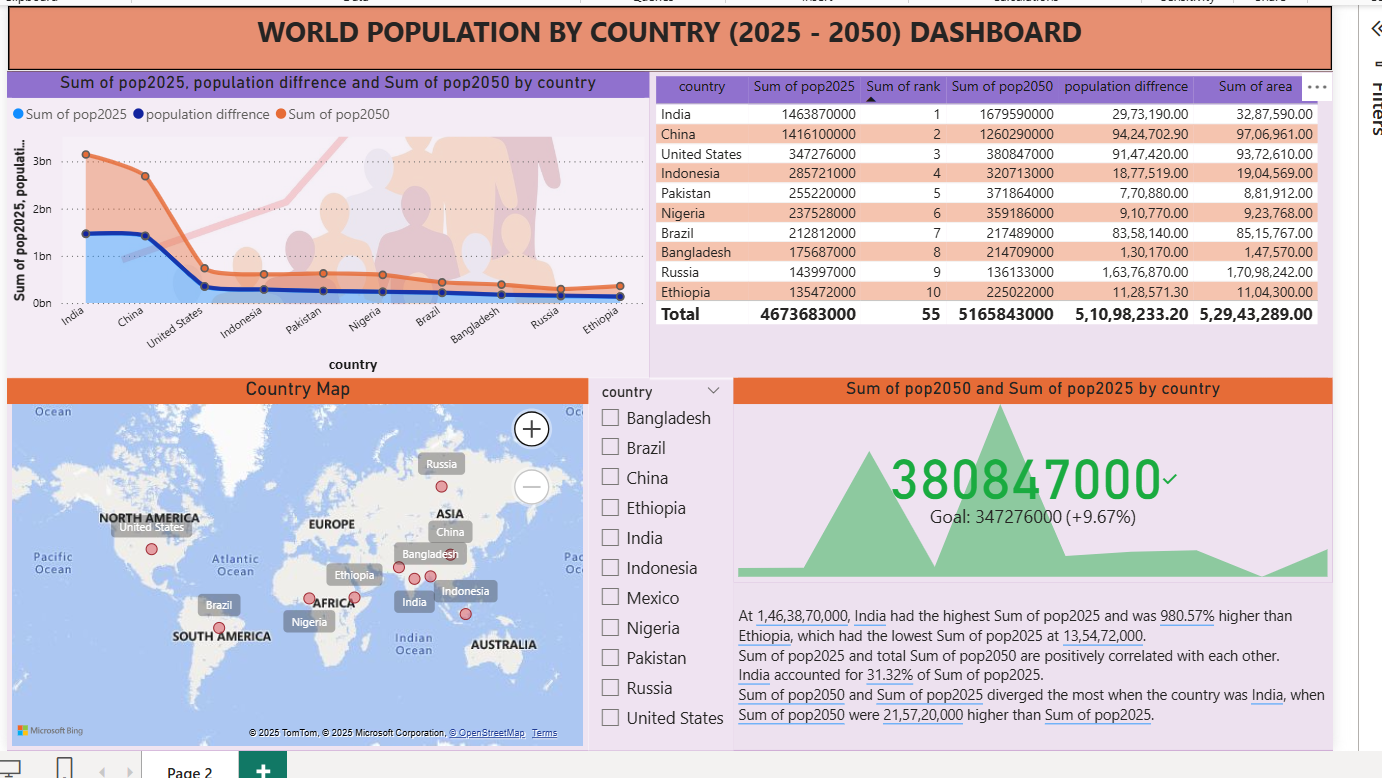 WORLD POPULATION BY COUNTRY (2025 - 2050) DASHBOARD
Sum of pop2025, population diffrence and Sum of pop2050 by country
Sum of pop2025 population diffrence Sum of pop2050
Sum of pop2025, populati...
3bn
2bn
1bn
0bn
India China United States Indonesia Pakistan Nigeria Brazil Bangladesh Russia Ethiopia
country
country Sum of pop2025 Sum of rank Sum of pop2050 population diffrence Sum of area
India 1463870000 1 1679590000 29,73,190.00 32,87,590.00
China 1416100000 2 1260290000 94,24,702.90 97,06,961.00
United States 347276000 3 380847000 91,47,420.00 93,72,610.00
Indonesia 285721000 4 320713000 18,77,519.00 19,04,569.00
Pakistan 255220000 5 371864000 7,70,880.00 8,81,912.00
Nigeria 237528000 6 359186000 9,10,770.00 9,23,768.00
Brazil 212812000 7 217489000 83,58,140.00 85,15,767.00
Bangladesh 175687000 8 214709000 1,30,170.00 1,47,570.00
Russia 143997000 9 136133000 1,63,76,870.00 1,70,98,242.00
Ethiopia 135472000 10 225022000 11,28,571.30 11,04,300.00
Total 4673683000 55 5165843000 5,10,98,233.20 5,29,43,289.00
Filters
Country Map
Ocean
Russia
NORTH AMERICA
United States
EUROPE
ASIA
China
Bangladesh
Pacific
Ocean
Atlantic
Ocean
Ethiopia
AFRICA
India
Indonesia
Brazil
Nigeria
SOUTH AMERICA
Indian
Ocean
AUSTRALIA
Microsoft Bing
© 2025 TomTom, © 2025 Microsoft Corporation, © OpenStreetMap Terms
country
Bangladesh
Brazil
China
Ethiopia
India
Indonesia
Mexico
Nigeria
Pakistan
Russia
United States
Sum of pop2050 and Sum of pop2025 by country
380847000
Goal: 347276000 (+9.67%)
At 1,46,38,70,000, India had the highest Sum of pop2025 and was 980.57% higher than
Ethiopia, which had the lowest Sum of pop2025 at 13,54,72,000.
Sum of pop2025 and total Sum of pop2050 are positively correlated with each other.
India accounted for 31.32% of Sum of pop2025.
Sum of pop2050 and Sum of pop2025 diverged the most when the country was India, when
Sum of pop2050 were 21,57,20,000 higher than Sum of pop2025.
Page 2